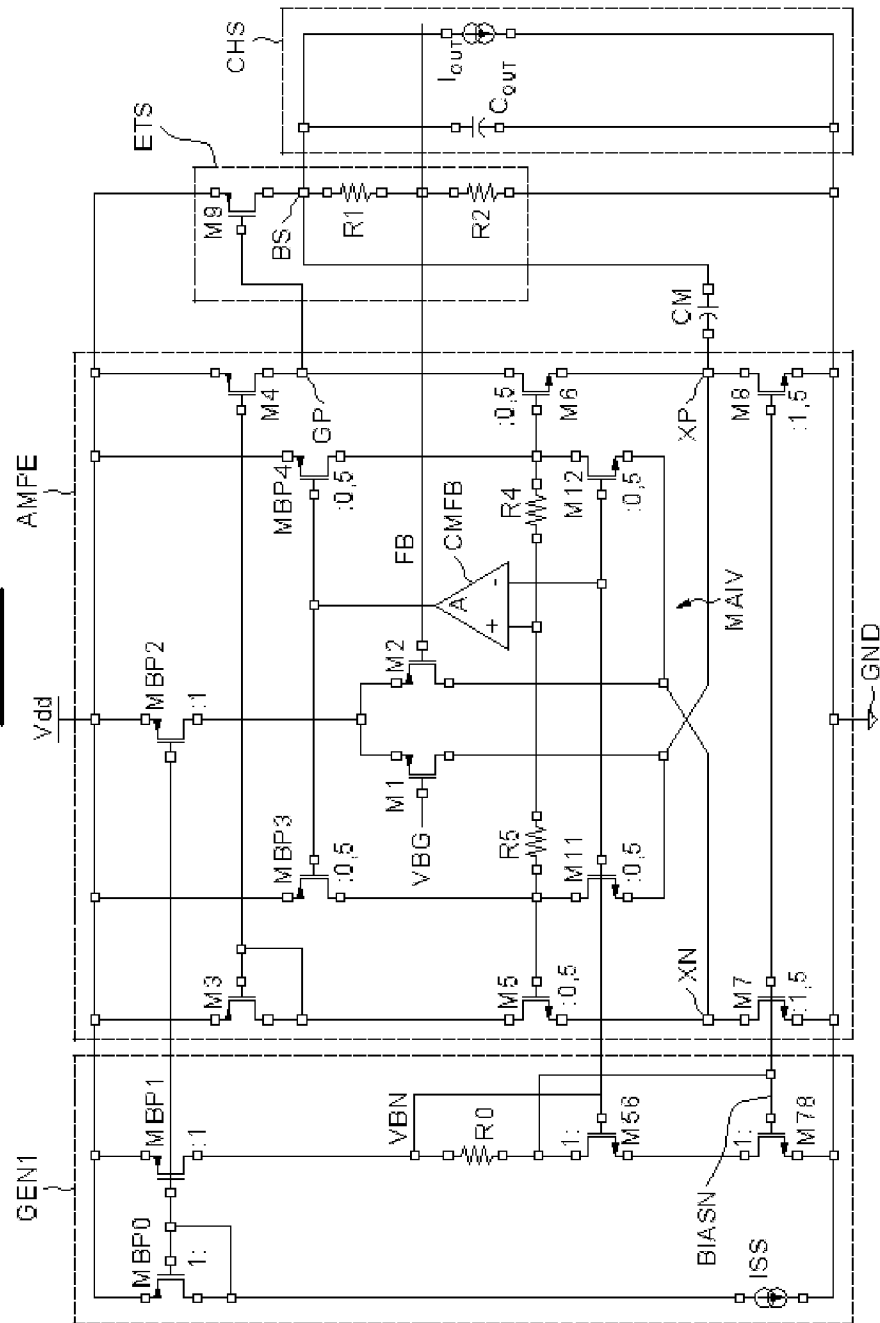 CHS
I OUT
C OUT
ETS
M9
BS
R1
R2
CM
AMPE
M4
GP
:0,5
M6
XP
M8
:1,5
MBP4
:0,5
R4
M12
:0,5
FB
CMFB
A
+
-
MAIV
Vdd
MBP2
:1
M2
M1
VBG
GND
MBP3
:0,5
R5
M11
:0,5
M3
M5
:0,5
XN
M7
:1,5
GEN1
MBP1
:1
VBN
R0
1:
M56
1:
M78
BIASN
MBP0
1:
ISS